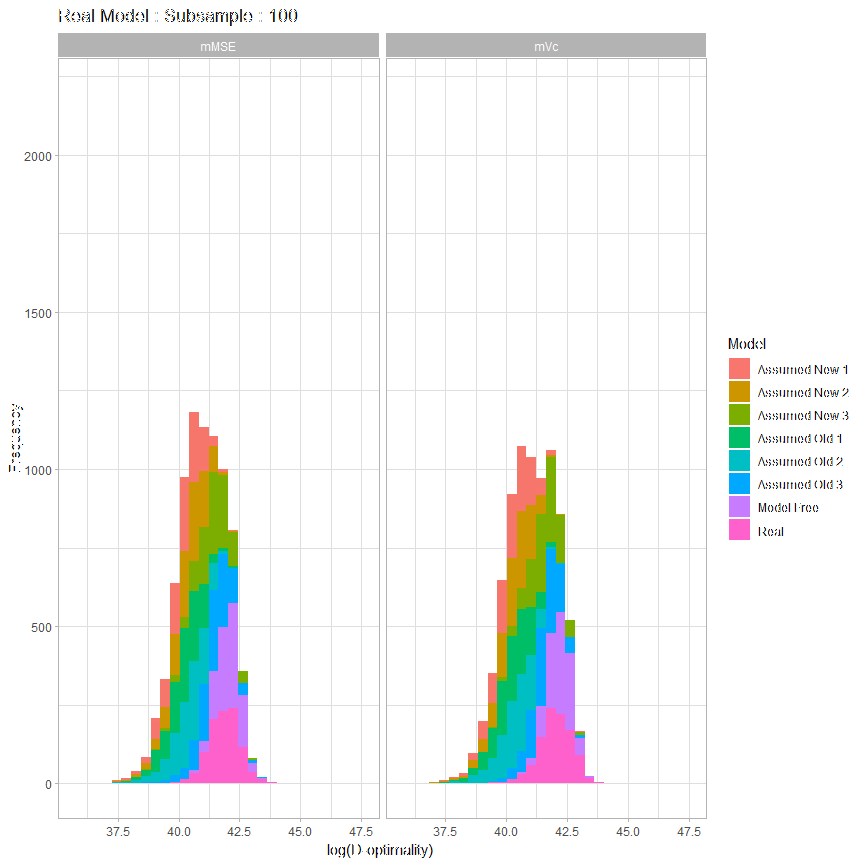 Real Model :: Subsample :: 100
mMSE mVc
2000
1500
1000
500
0
Frequency
37.5 40.0 42.5 45.0 47.5 37.5 40.0 42.5 45.0 47.5
log(D-optimality)
Model
Assumed New 1
Assumed New 2
Assumed New 3
Assumed Old 1
Assumed Old 2
Assumed Old 3
Model Free
Real